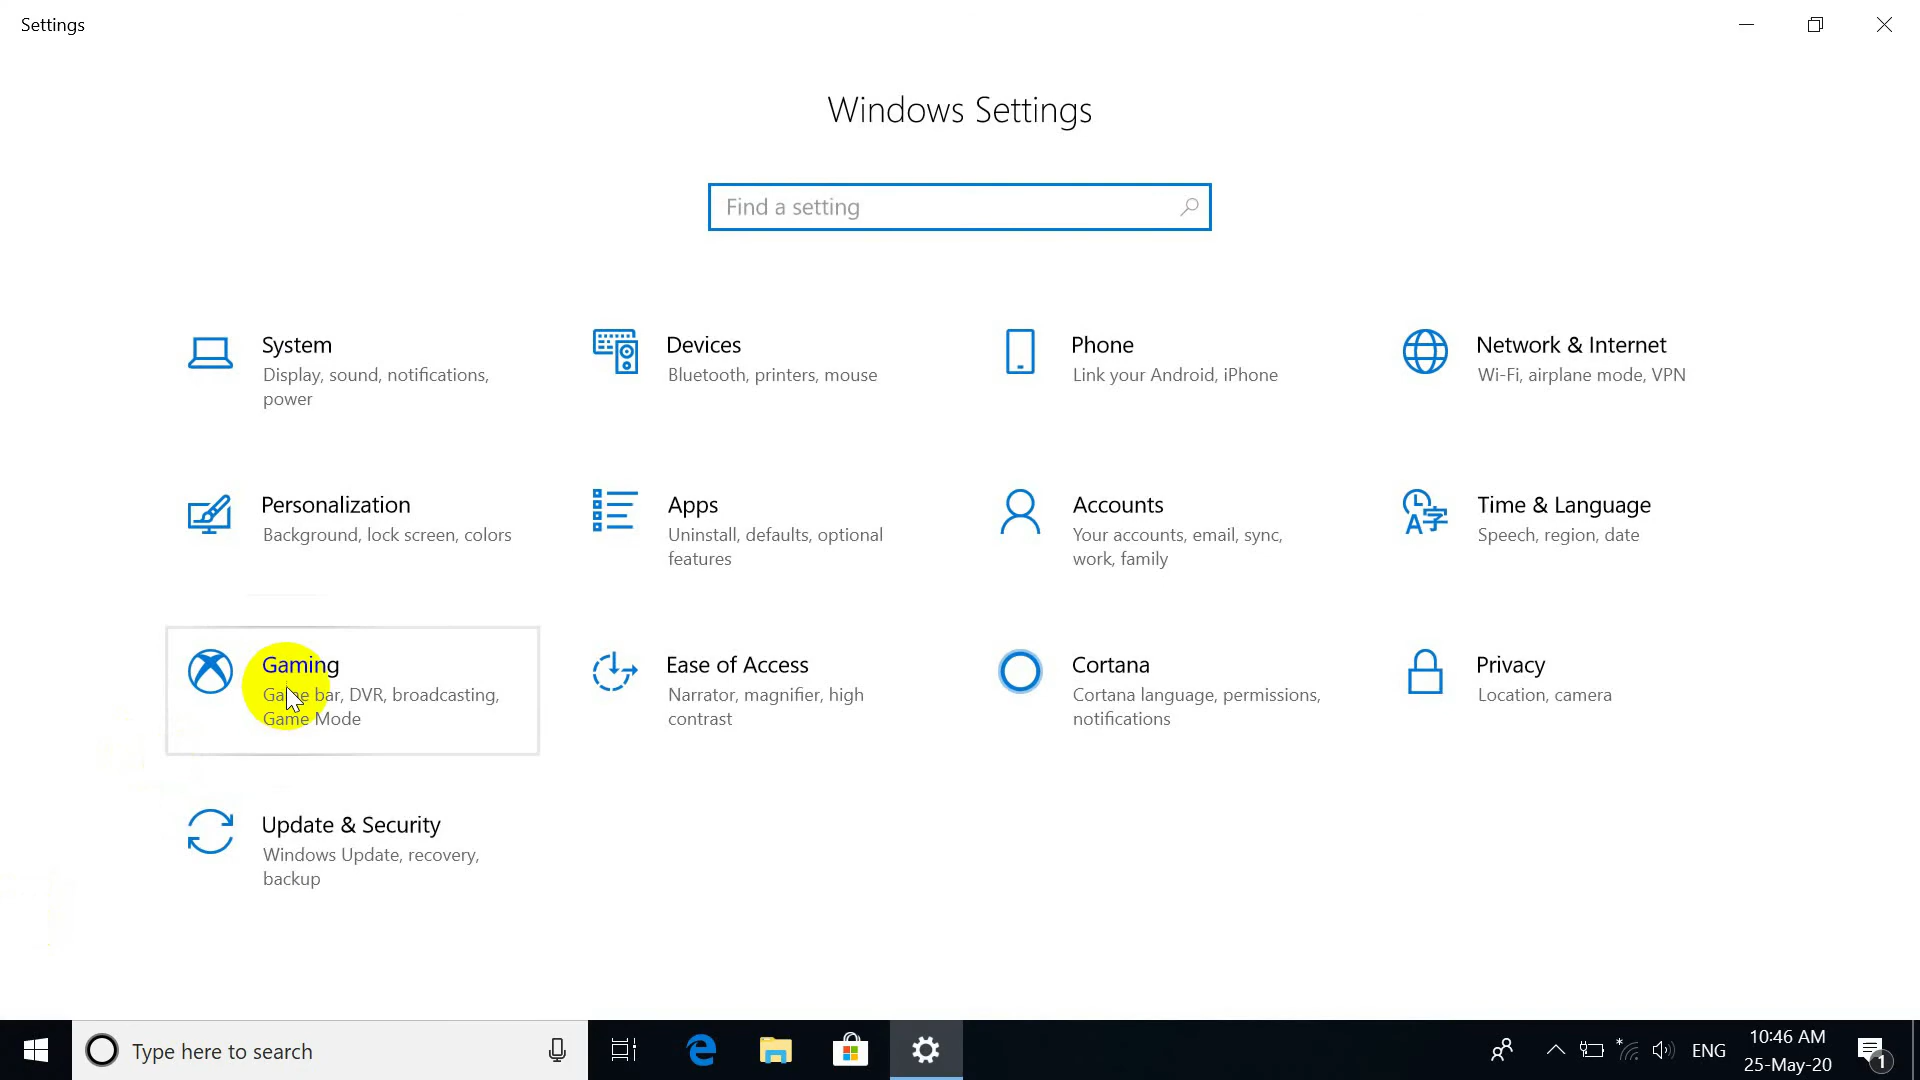 Settings
Windows Settings
Find a setting
System
Display, sound, notifications,
power
Devices
Bluetooth, printers, mouse
Phone
Link your Android, iPhone
Network & Internet
Wi-Fi, airplane mode, VPN
Personalization
Background, lock screen, colors
Apps
Uninstall, defaults, optional
features
Accounts
Your accounts, email, sync,
work, family
Time & Language
Speech, region, date
Gaming
Game bar, DVR, broadcasting,
Game Mode
Ease of Access
Narrator, magnifier, high
contrast
Cortana
Cortana language, permissions,
notifications
Privacy
Location, camera
Update & Security
Windows Update, recovery,
backup
Type here to search
ENG
10:46 AM
25-May-20
1